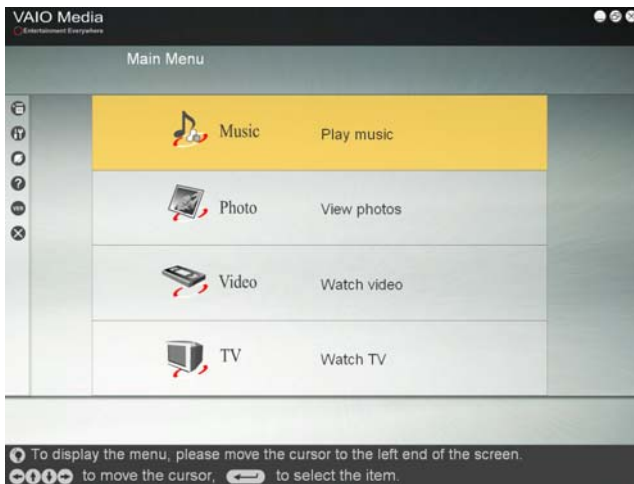 VAIO Media
Entertainment Everywhere
Main Menu
Music Play music
Photo View photos
Video Watch video
TV Watch TV
To display the menu, please move the cursor to the left end of the screen.
to move the cursor, to select the item.